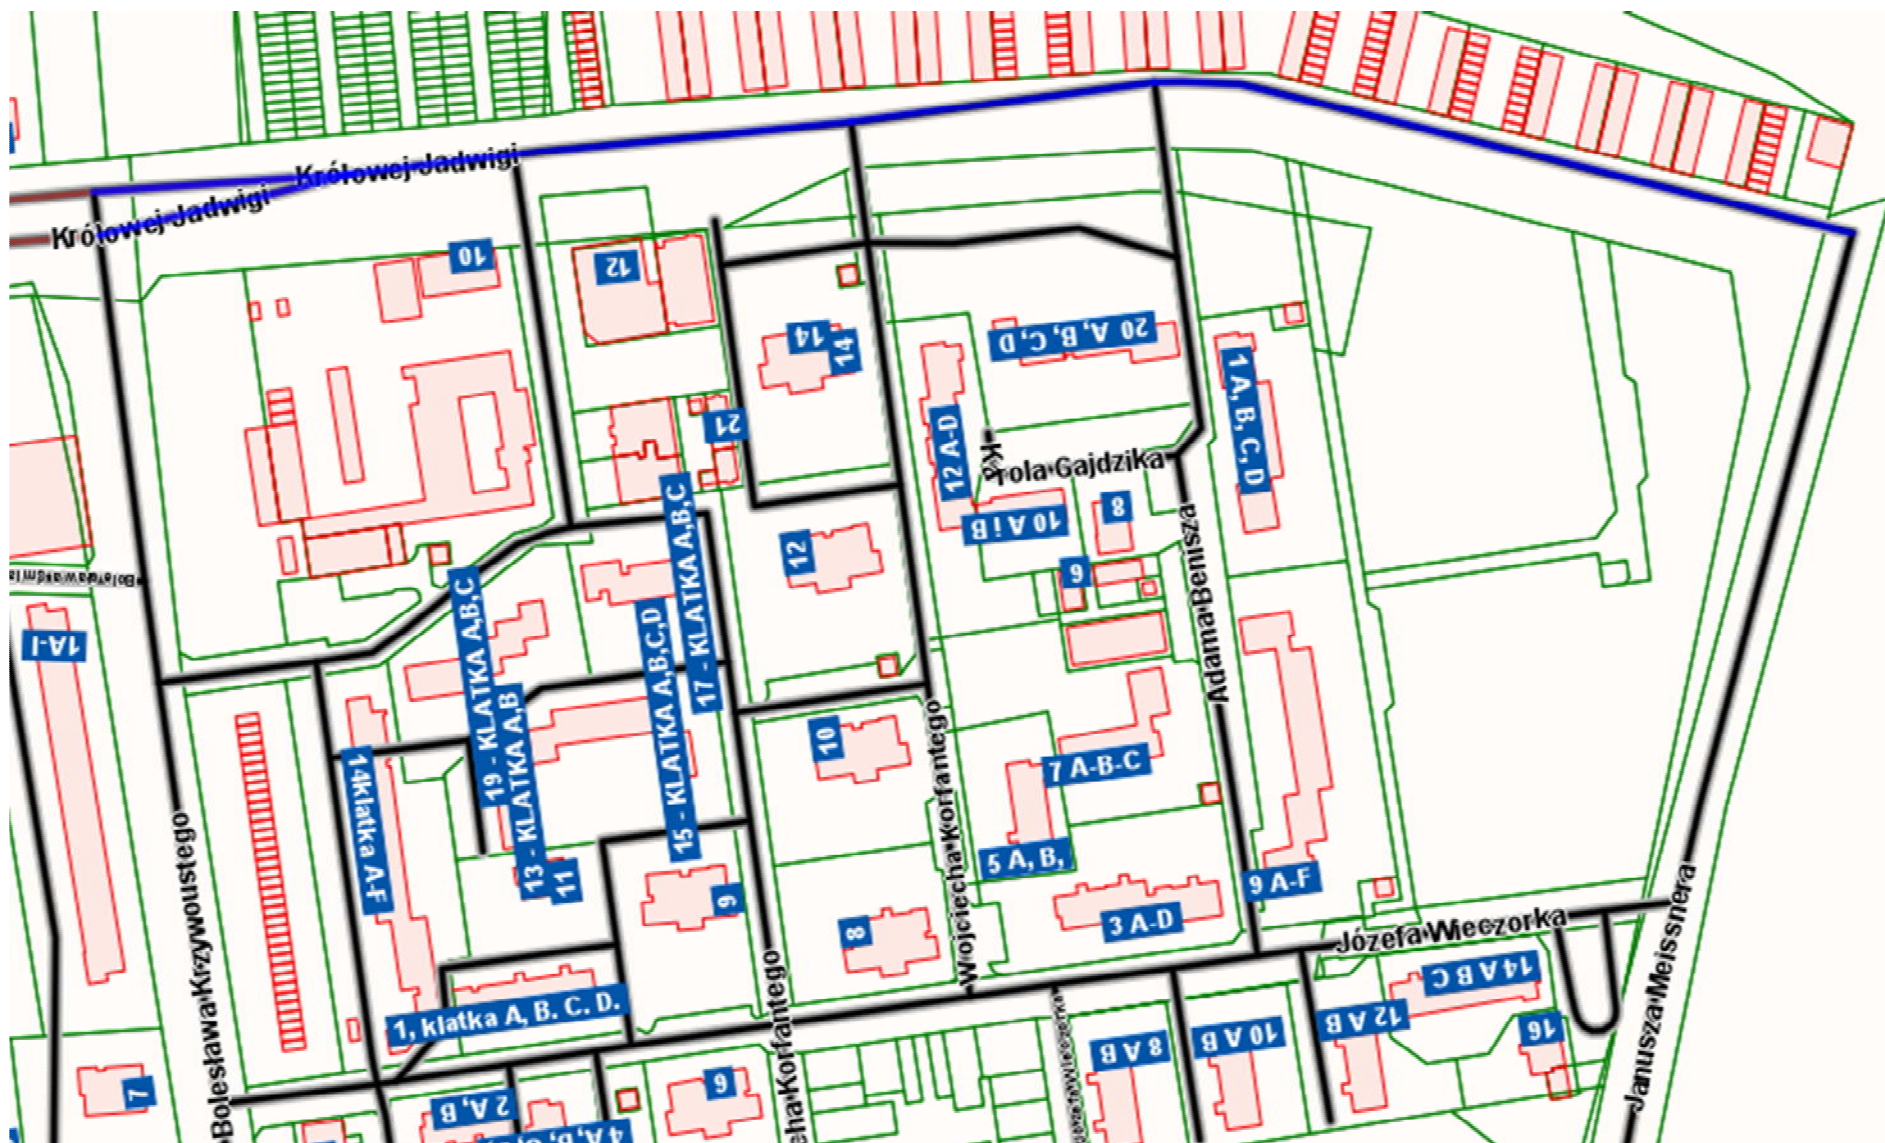 Królowej Jadwigi
Królowej Jadwigi
10
12
14
14
20 A, B, C, D
1 A, B, C, D
21
12 A-D
Karola Gajdzika
10 A i B
8
6
12
1A-I
19 - KLATKA A,B,C
17 - KLATKA A,B,C
15 - KLATKA A,B,C,D
13 - KLATKA A,B
11
14klatka A-F
Adama Benisza
10
7 A-B-C
5 A, B,
Wojciecha Korfantego
Bolesława Krzywoustego
9
8
3 A-D
9 A-F
Józefa Wieczorka
Janusza Meissnera
14 A B C
12 A B
16
10 A B
8 A B
1, klatka A, B. C. D.
7
2 A, B
6